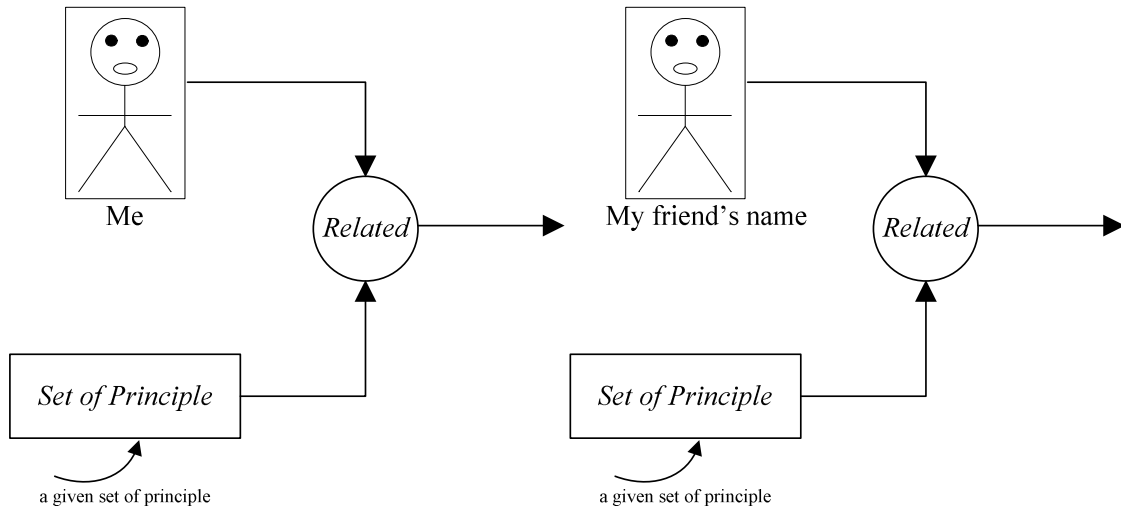 Me
Related
Set of Principle
a given set of principle
My friend’s name
Related
Set of Principle
a given set of principle